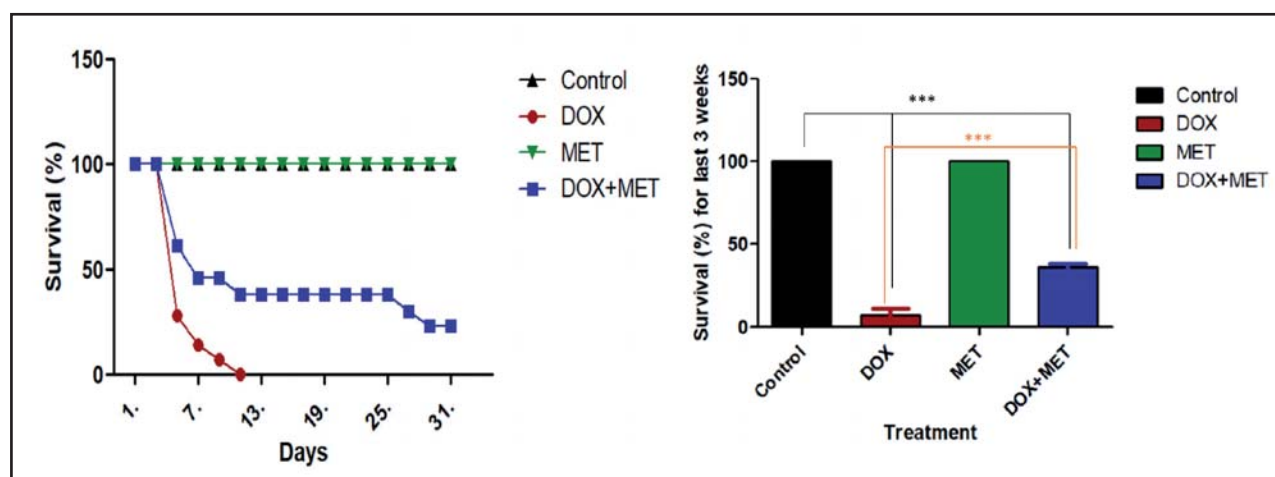 150
100
50
0
Survival (%)
1.
7.
13.
19.
25.
31.
Days
Control
DOX
MET
DOX+MET
150
100
50
0
Survival (%) for last 3 weeks
***
***
Control
DOX
MET
DOX+MET
Treatment
Control
DOX
MET
DOX+MET